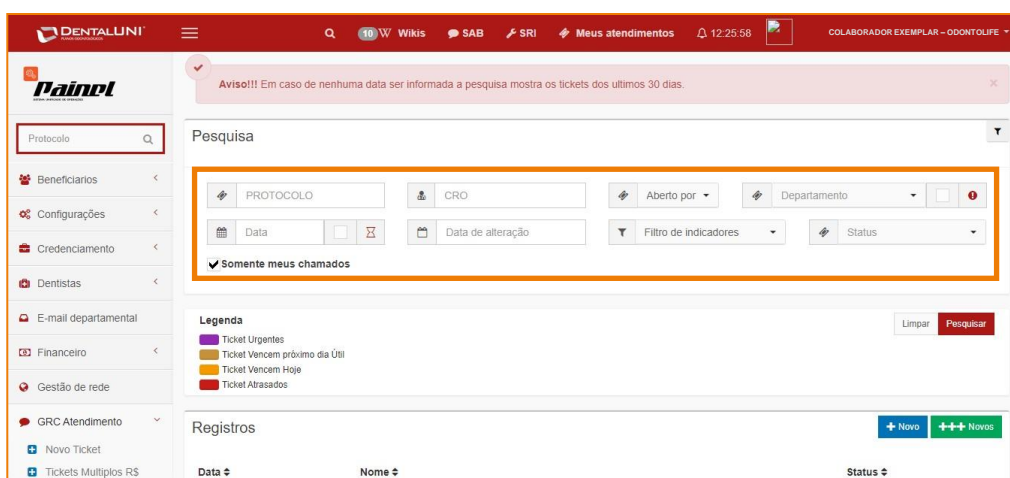 DENTALUNI
10 W Wikis SAB SRI Meus atendimentos 12:25:58 COLABORADOR EXEMPLAR – ODONTOLIFE
Painel
Aviso!!! Em caso de nenhuma data ser informada a pesquisa mostra os tickets dos ultimos 30 dias. ×
Protocolo
Pesquisa
Beneficiarios
Configurações
Credenciamento
Dentistas
E-mail departamental
Financeiro
Gestão de rede
GRC Atendimento
Novo Ticket
Tickets Multiplos R$
PROTOCOLO CRO Aberto por Departamento
Data Data de alteração Filtro de indicadores Status
Somente meus chamados
Legenda
Limpar Pesquisar
Ticket Urgentes
Ticket Vencem próximo dia Útil
Ticket Vencem Hoje
Ticket Atrasados
Registros
+ Novo +++ Novos
Data Nome Status